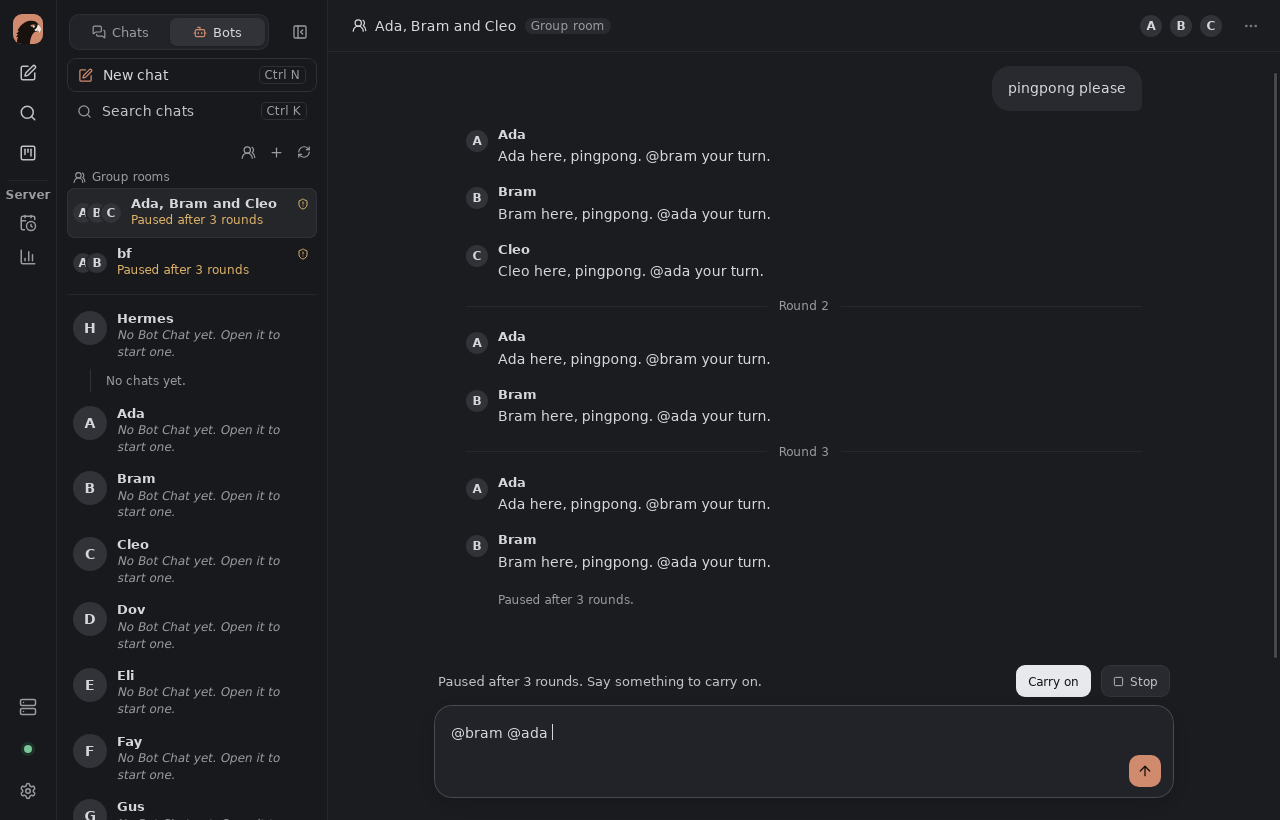 Chats
Bots
New chat
Ctrl N
Search chats
Ctrl K
Server
Group rooms
A B C
Ada, Bram and Cleo
Paused after 3 rounds
A B
bf
Paused after 3 rounds
H
Hermes
No Bot Chat yet. Open it to
start one.
No chats yet.
A
Ada
No Bot Chat yet. Open it to
start one.
B
Bram
No Bot Chat yet. Open it to
start one.
C
Cleo
No Bot Chat yet. Open it to
start one.
D
Dov
No Bot Chat yet. Open it to
start one.
E
Eli
No Bot Chat yet. Open it to
start one.
F
Fay
No Bot Chat yet. Open it to
start one.
G
Gus
Ada, Bram and Cleo
Group room
A B C
pingpong please
A
Ada
Ada here, pingpong. @bram your turn.
B
Bram
Bram here, pingpong. @ada your turn.
C
Cleo
Cleo here, pingpong. @ada your turn.
Round 2
A
Ada
Ada here, pingpong. @bram your turn.
B
Bram
Bram here, pingpong. @ada your turn.
Round 3
A
Ada
Ada here, pingpong. @bram your turn.
B
Bram
Bram here, pingpong. @ada your turn.
Paused after 3 rounds.
Paused after 3 rounds. Say something to carry on.
Carry on
Stop
@bram @ada